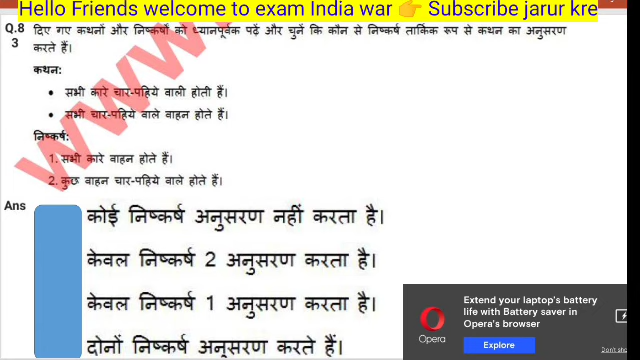 Hello Friends welcome to exam India war 👉 Subscribe jarur kre
Q.8 दिए गए कथनों और निष्कर्षों को ध्यानपूर्वक पढ़ें और चुनें कि कौन से निष्कर्ष तार्किक रूप से कथन का अनुसरण
3 करते हैं।
कथन:
• सभी कारे चार-पहिये वाली होती हैं।
• सभी चार-पहिये वाले वाहन होते हैं।
निष्कर्ष:
1. सभी कारे वाहन होते हैं।
2. कुछ वाहन चार-पहिये वाले होते हैं।
Ans
कोई निष्कर्ष अनुसरण नहीं करता है।
केवल निष्कर्ष 2 अनुसरण करता है।
केवल निष्कर्ष 1 अनुसरण करता है।
दोनों निष्कर्ष अनुसरण करते हैं।
Extend your laptop's battery
life with Battery saver in
Opera's browser
Opera
Explore